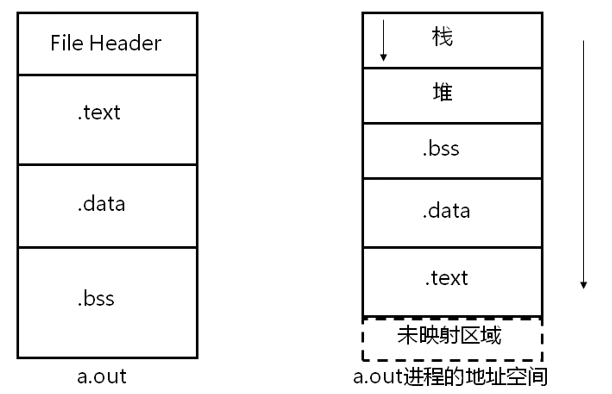 File Header
.text
.data
.bss
a.out
栈
堆
.bss
.data
.text
未映射区域
a.out进程的地址空间